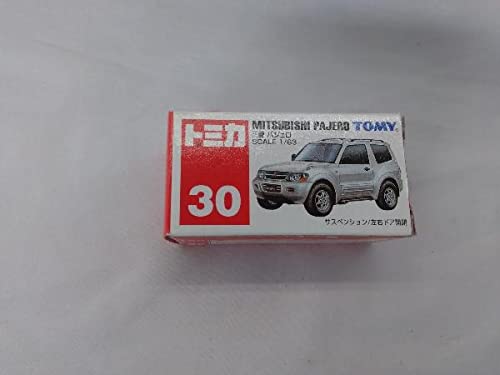 トミカ
30
MITSUBISHI PAJERO TOMY
三菱 パジェロ
SCALE 1/63
サスペンション/左右ドア開閉